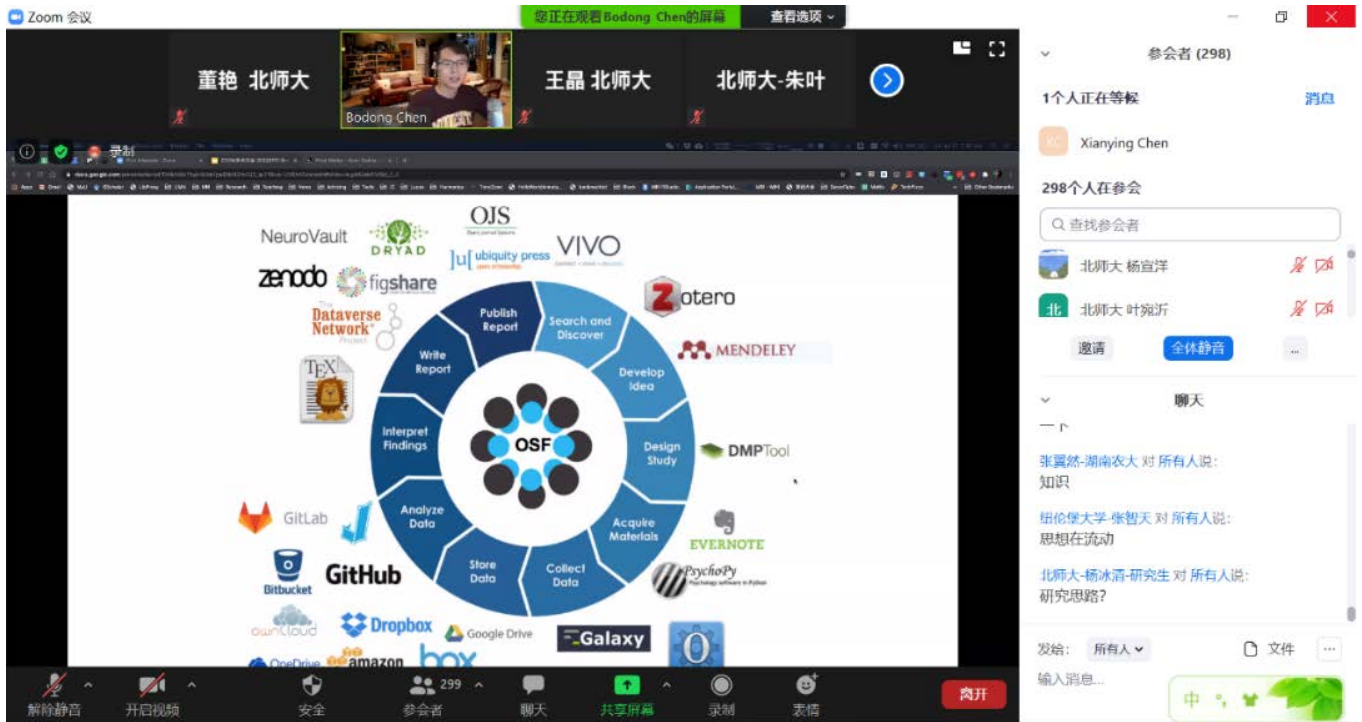 Zoom 会议
您正在观看Bodong Chen的屏幕
查看选项
董艳 北师大
Bodong Chen
王晶 北师大
北师大-朱叶
录制
NeuroVault
DRYAD
OJS
]u[ ubiquity press
VIVO
zenodo
figshare
The
Dataverse
Network
Project
Zotero
MENDELEY
TEX
Publish
Report
Search and
Discover
Write
Report
Develop
Idea
Interpret
Findings
OSF
Design
Study
DMPTool
Analyze
Data
Acquire
Materials
Store
Data
Collect
Data
GitLab
EVERNOTE
PsychoPy
Psychology software in Python
Bitbucket
GitHub
ownCloud
Dropbox
Google Drive
Galaxy
OneDrive
amazon
box
参会者 (298)
1个人正在等候
消息
Xianying Chen
298个人在参会
查找参会者
北师大 杨宣洋
北
北师大 叶宛沂
邀请
全体静音
...
聊天
一下
张翼然-湖南农大 对 所有人说:
知识
纽伦堡大学-张智天 对 所有人说:
思想在流动
北师大-杨冰清-研究生 对 所有人说:
研究思路?
发给: 所有人
文件
...
输入消息...
中
解除静音
开启视频
安全
299
参会者
聊天
共享屏幕
录制
表情
离开